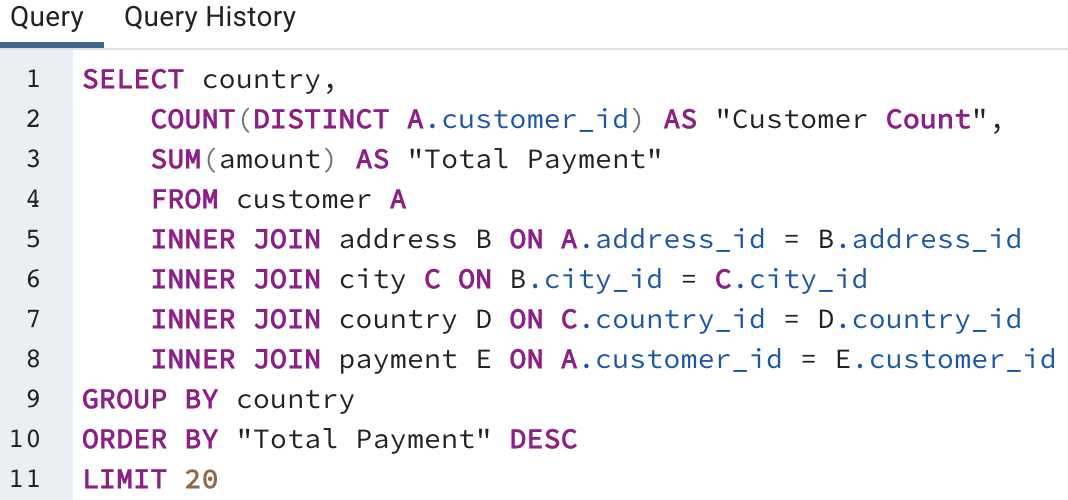 Query Query History
1 SELECT country,
2 COUNT(DISTINCT A.customer_id) AS "Customer Count",
3 SUM(amount) AS "Total Payment"
4 FROM customer A
5 INNER JOIN address B ON A.address_id = B.address_id
6 INNER JOIN city C ON B.city_id = C.city_id
7 INNER JOIN country D ON C.country_id = D.country_id
8 INNER JOIN payment E ON A.customer_id = E.customer_id
9 GROUP BY country
10 ORDER BY "Total Payment" DESC
11 LIMIT 20